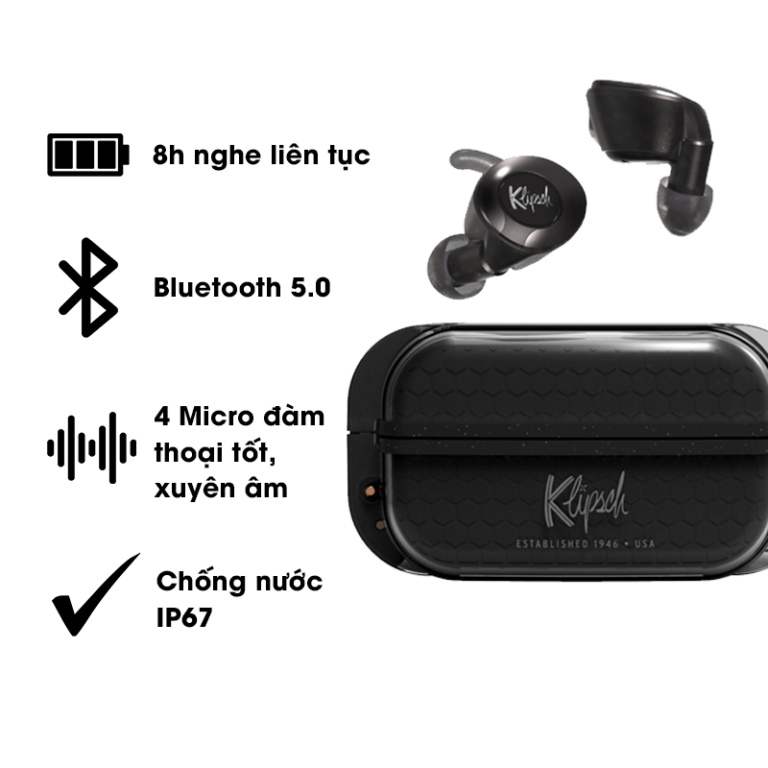 8h nghe liên tục
Bluetooth 5.0
4 Micro đàm
thoại tốt,
xuyên âm
Chống nước
IP67
Klipsch
Klipsch
ESTABLISHED 1946 • USA